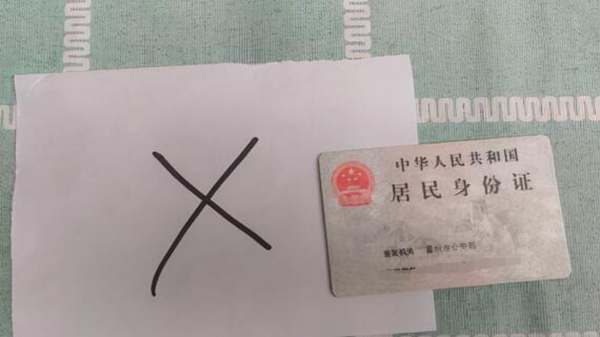 X
中华人民共和国
居民身份证
签发机关